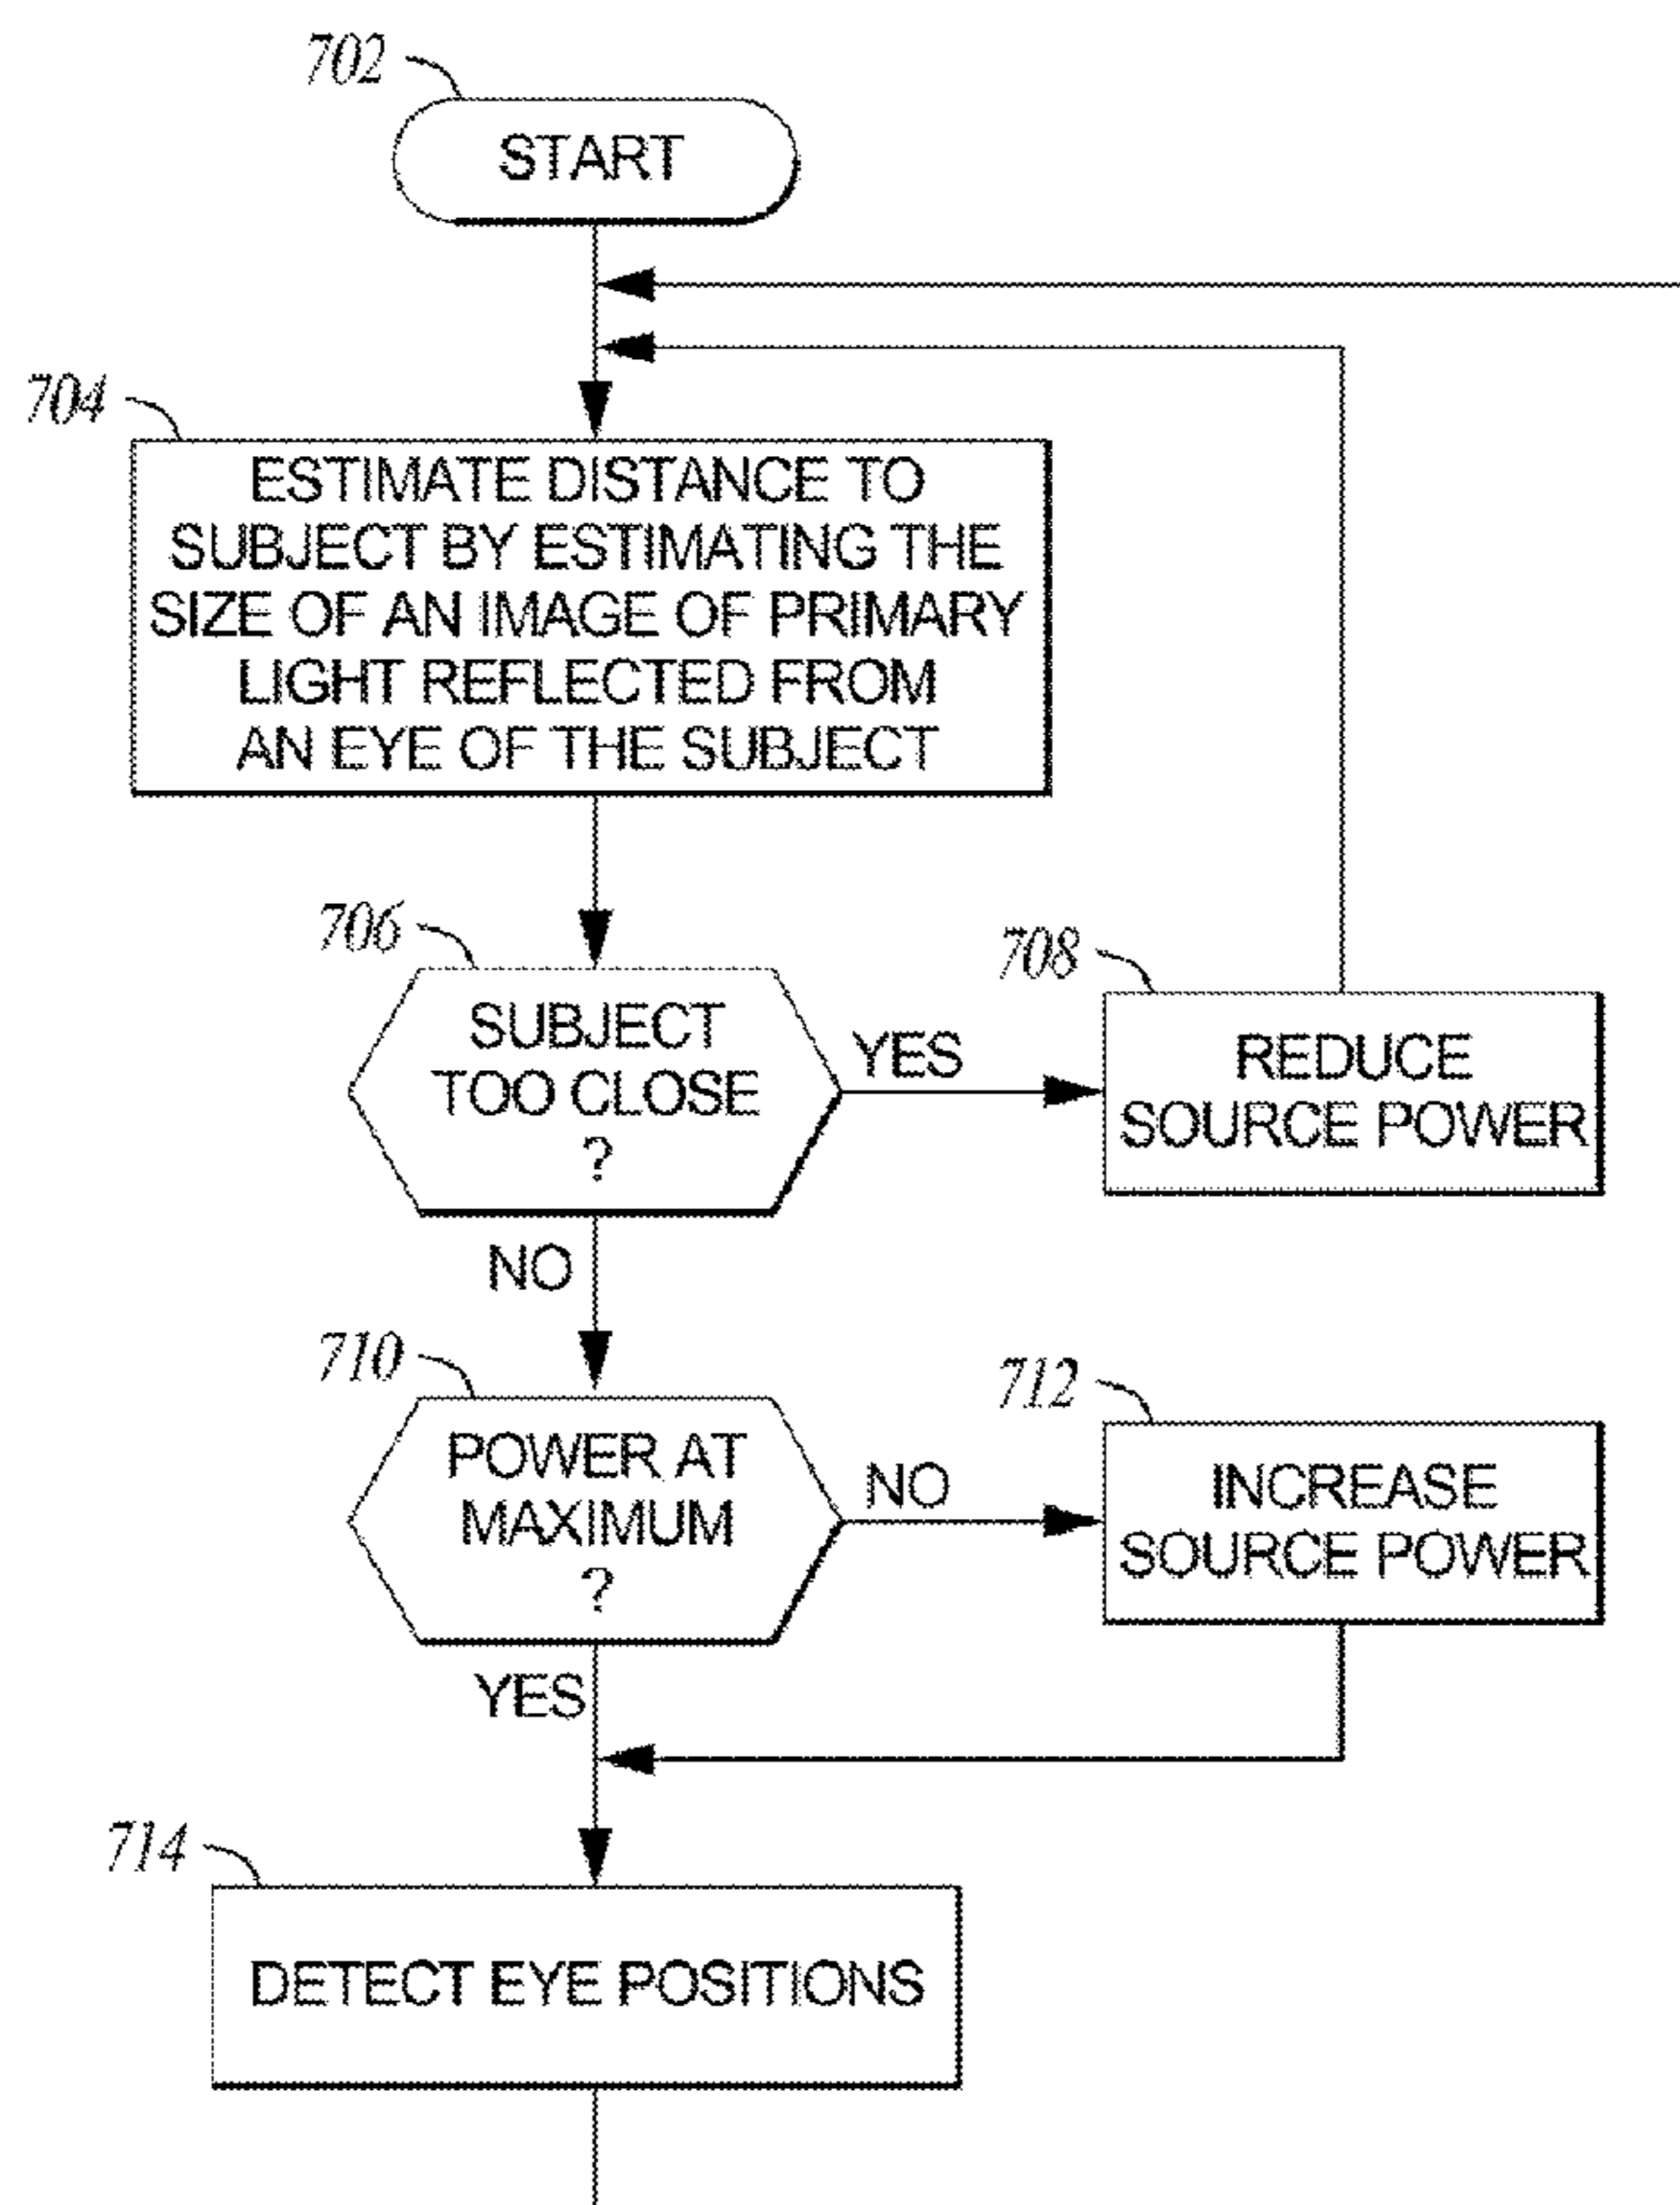 702
START
704
ESTIMATE DISTANCE TO
SUBJECT BY ESTIMATING THE
SIZE OF AN IMAGE OF PRIMARY
LIGHT REFLECTED FROM
AN EYE OF THE SUBJECT
706
SUBJECT
TOO CLOSE
?
YES
708
REDUCE
SOURCE POWER
NO
710
POWER AT
MAXIMUM
?
NO
712
INCREASE
SOURCE POWER
YES
714
DETECT EYE POSITIONS